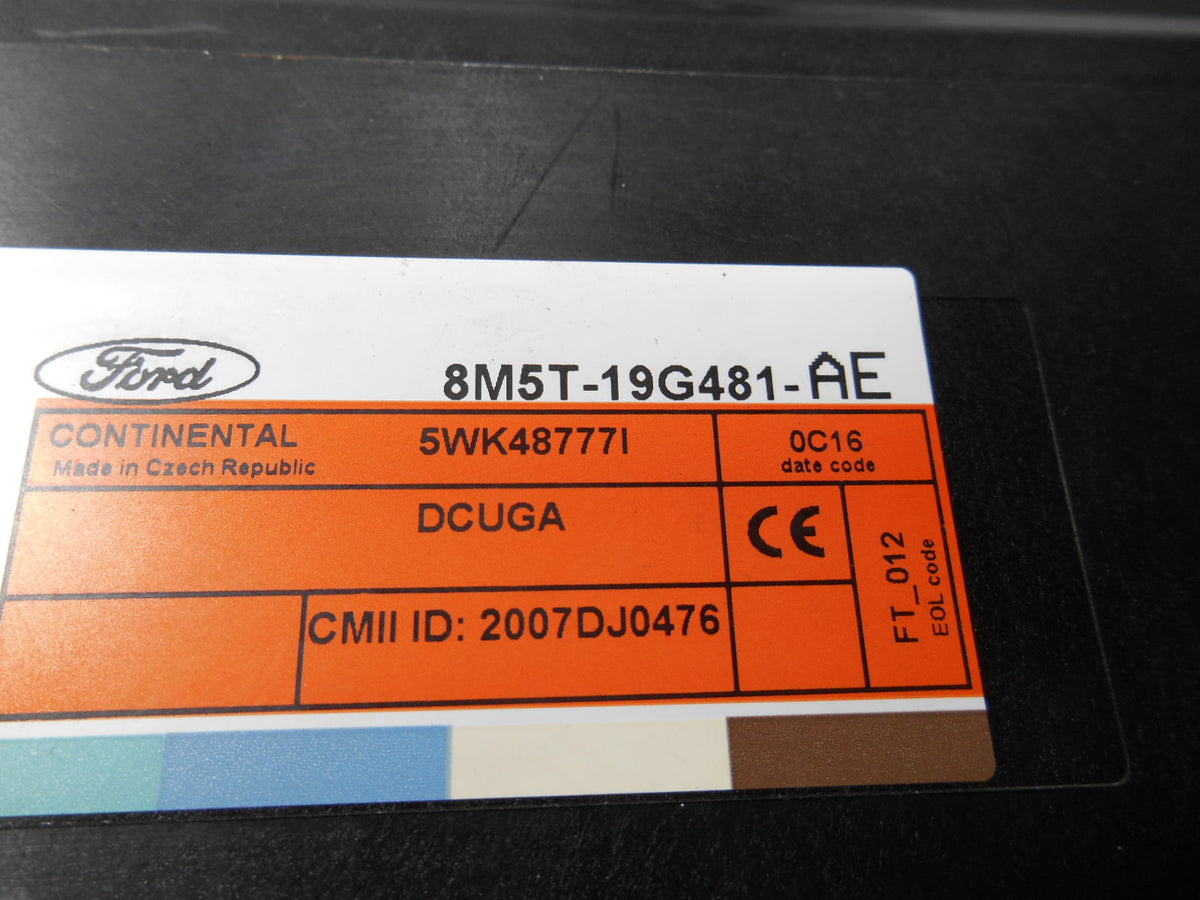 Ford
8M5T-19G481-AE
CONTINENTAL 5WK48777I 0C16
Made in Czech Republic date code
DCUGA CE
FT_012
EOL code
CMII ID: 2007DJ0476